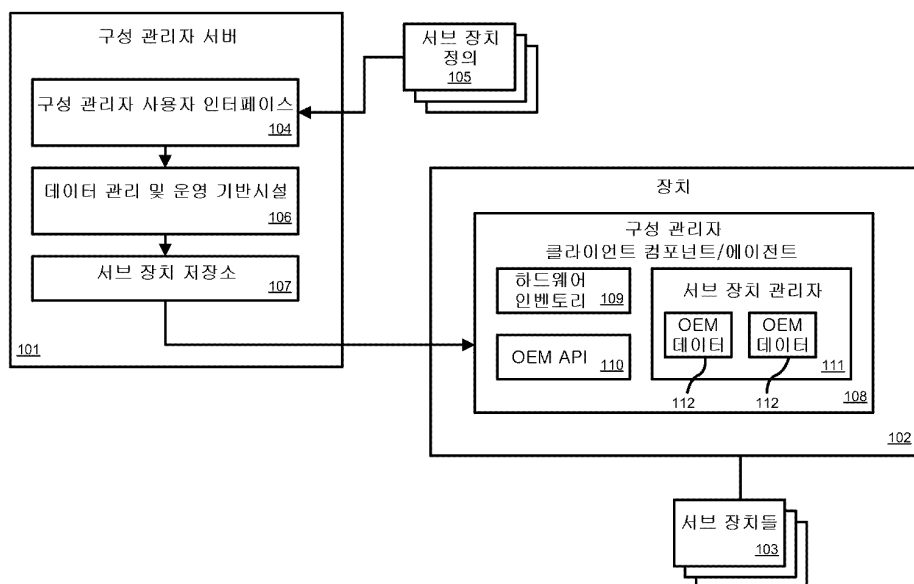 구성 관리자 서버
서브 장치
정의
105
구성 관리자 사용자 인터페이스
104
데이터 관리 및 운영 기반시설
106
서브 장치 저장소
107
101
장치
구성 관리자
클라이언트 컴포넌트/에이전트
하드웨어
인벤토리
109
서브 장치 관리자
OEM
데이터
OEM
데이터
111
OEM API
110
112
112
108
102
서브 장치들
103